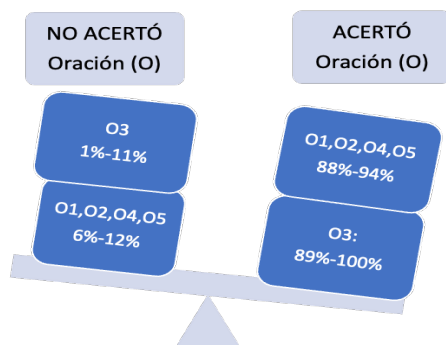 NO ACERTÓ
Oración (O)
O3
1%-11%
O1,O2,O4,O5
6%-12%
ACERTÓ
Oración (O)
O1,O2,O4,O5
88%-94%
O3:
89%-100%